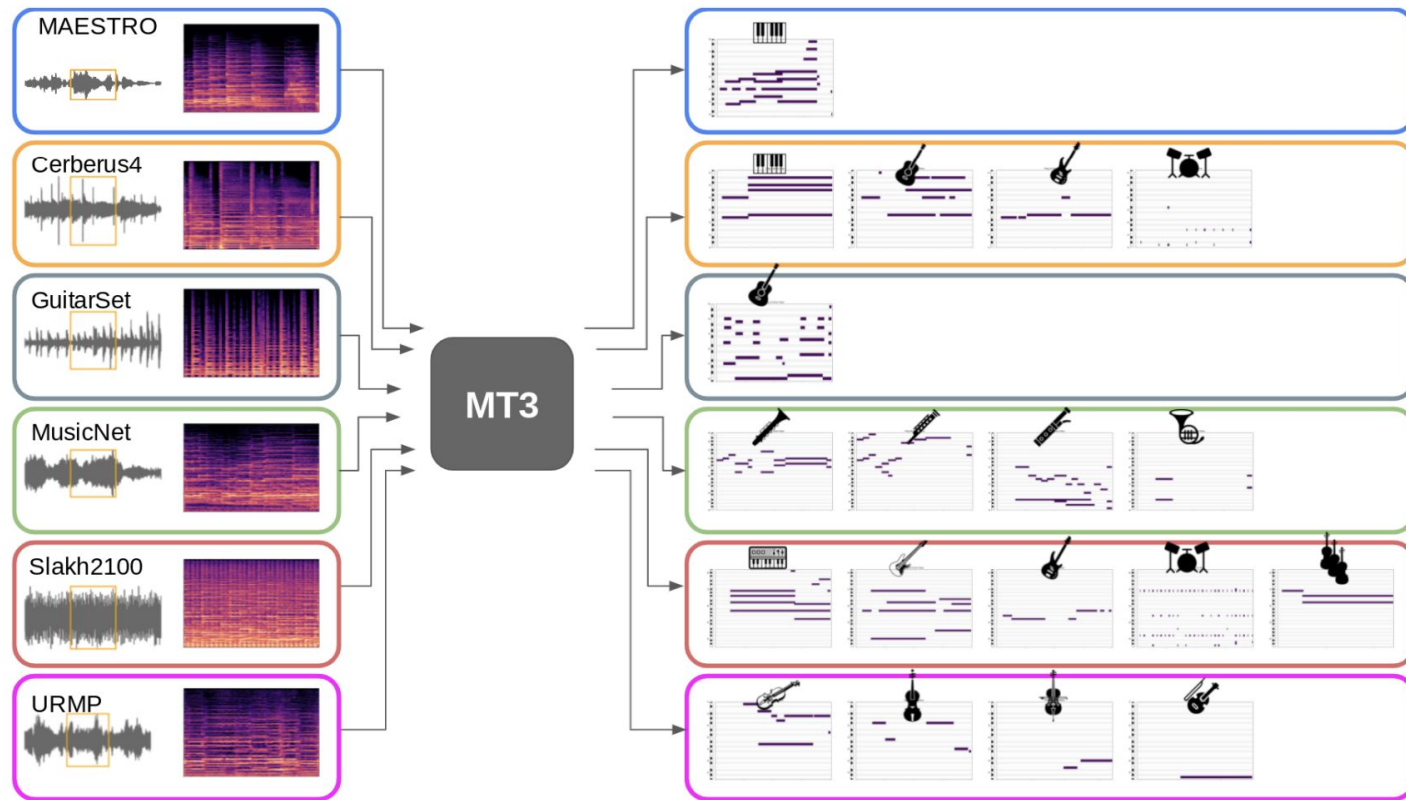 MAESTRO
Cerberus4
GuitarSet
MT3
MusicNet
Slakh2100
URMP